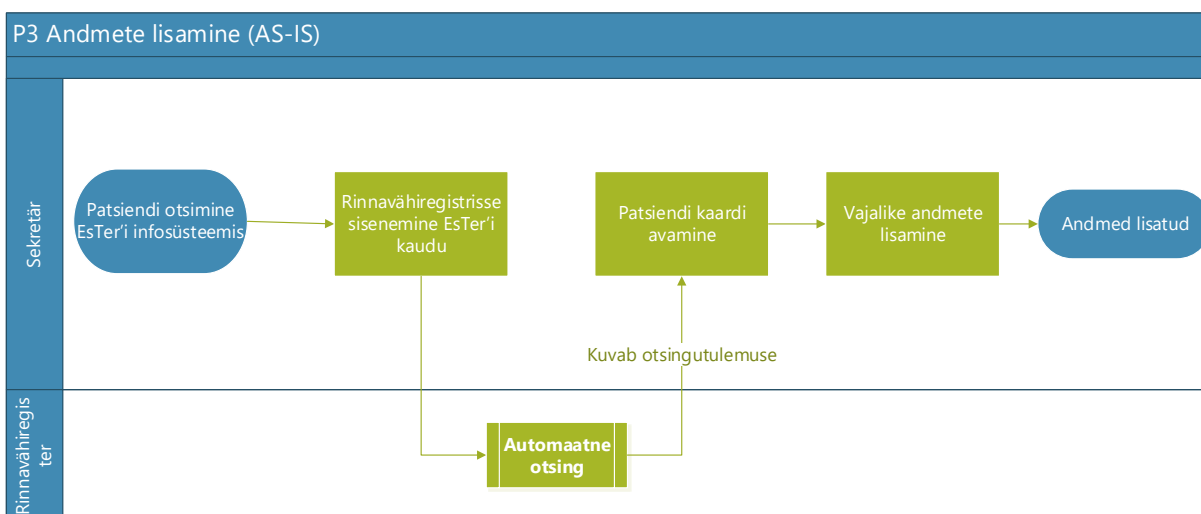 P3 Andmete lisamine (AS-IS)
Sekretär
Patsiendi otsimine
EsTer'i infosüsteemis
Rinnavähiregistrisse
sisenemine EsTer'i
kaudu
Patsiendi kaardi
avamine
Vajalike andmete
lisamine
Andmed lisatud
Kuvab otsingutulemuse
Rinnavähiregis
ter
Automaatne
otsing